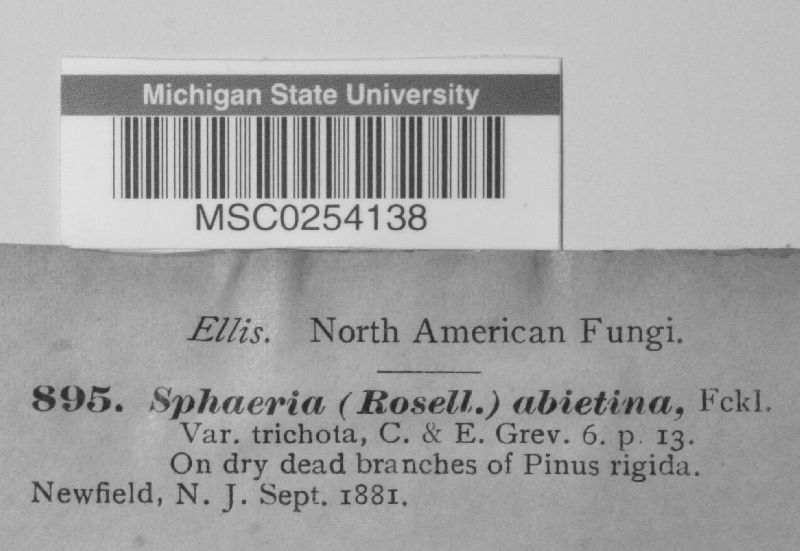 Michigan State University
MSC0254138
Ellis. North American Fungi.
895. Sphaeria (Rosell.) abietina, Fckl.
Var. trichota, C. & E. Grev. 6. p. 13.
On dry dead branches of Pinus rigida.
Newfield, N. J. Sept. 1881.